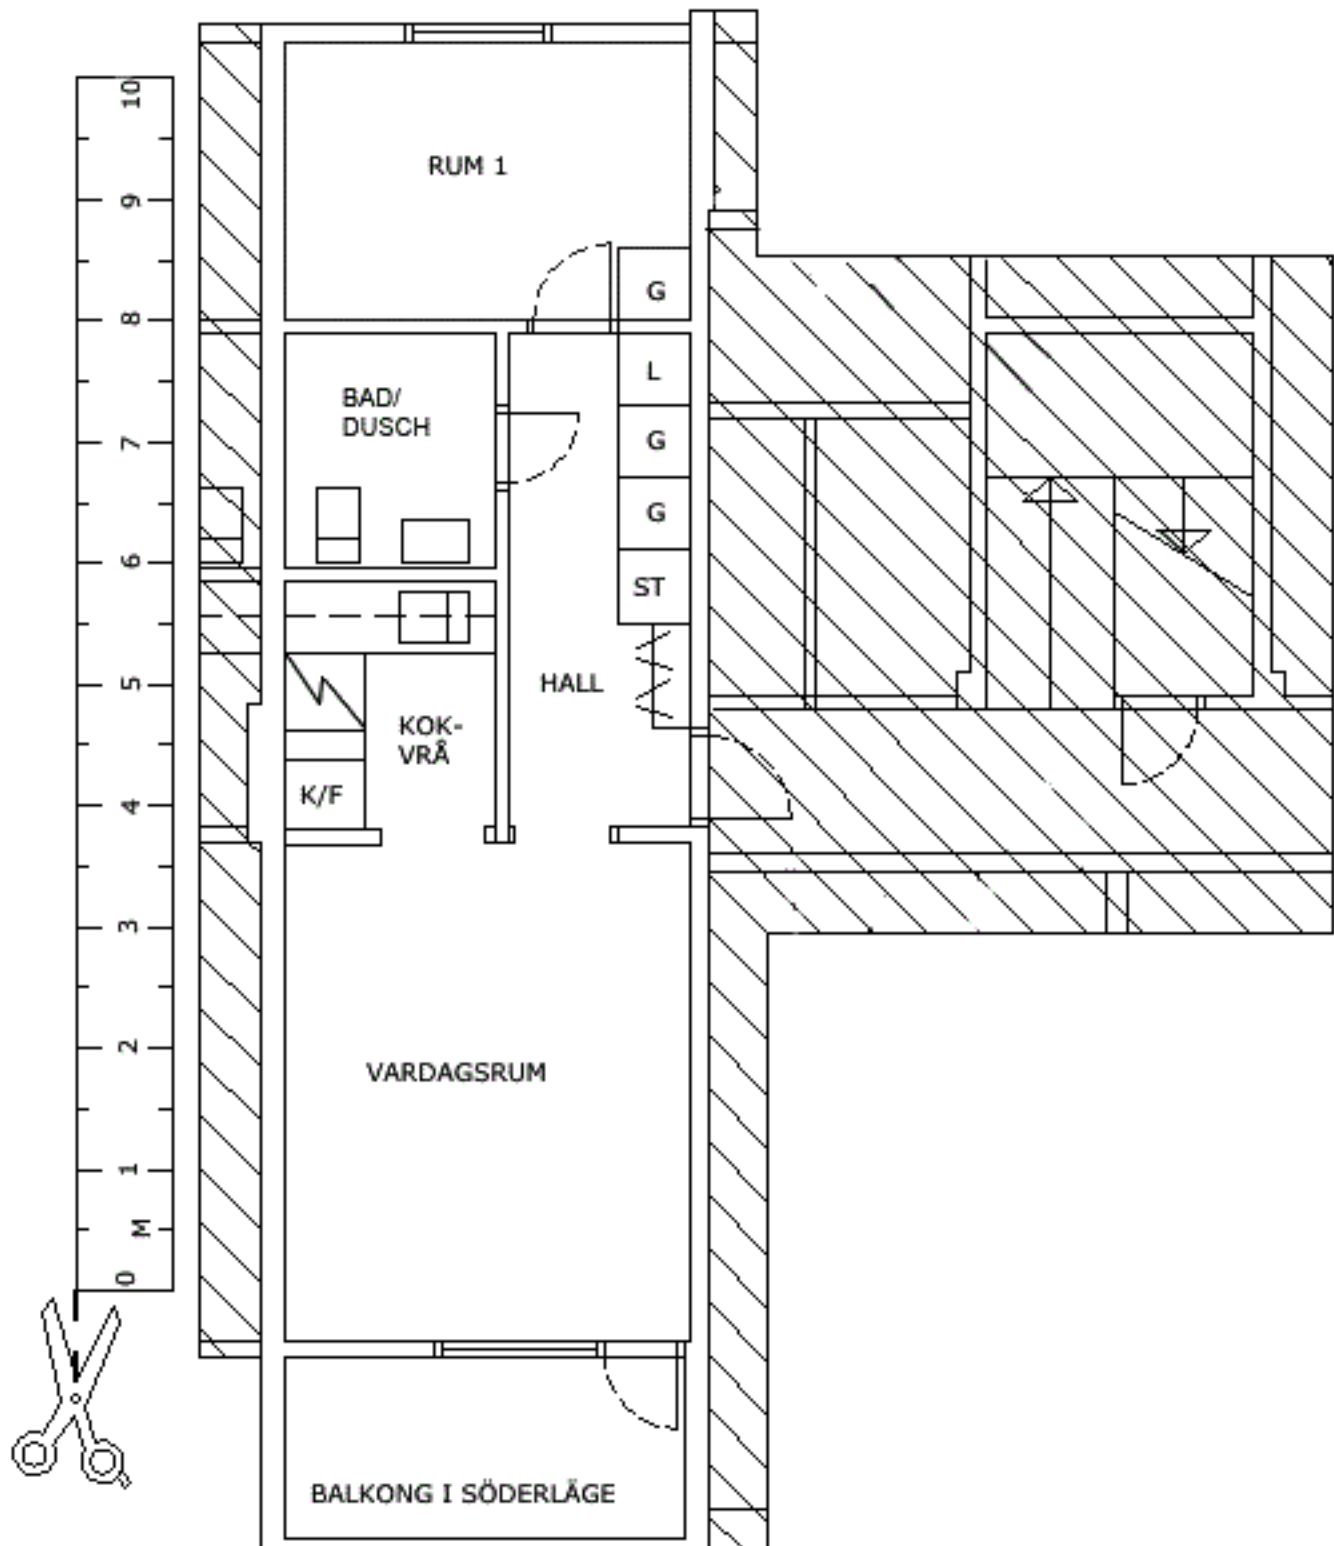 10
9
8
7
6
5
4
3
2
1
M
0
RUM 1
G
L
G
G
ST
BAD/
DUSCH
HALL
KOK-
VRÅ
K/F
VARDAGSRUM
BALKONG I SÖDERLÄGE